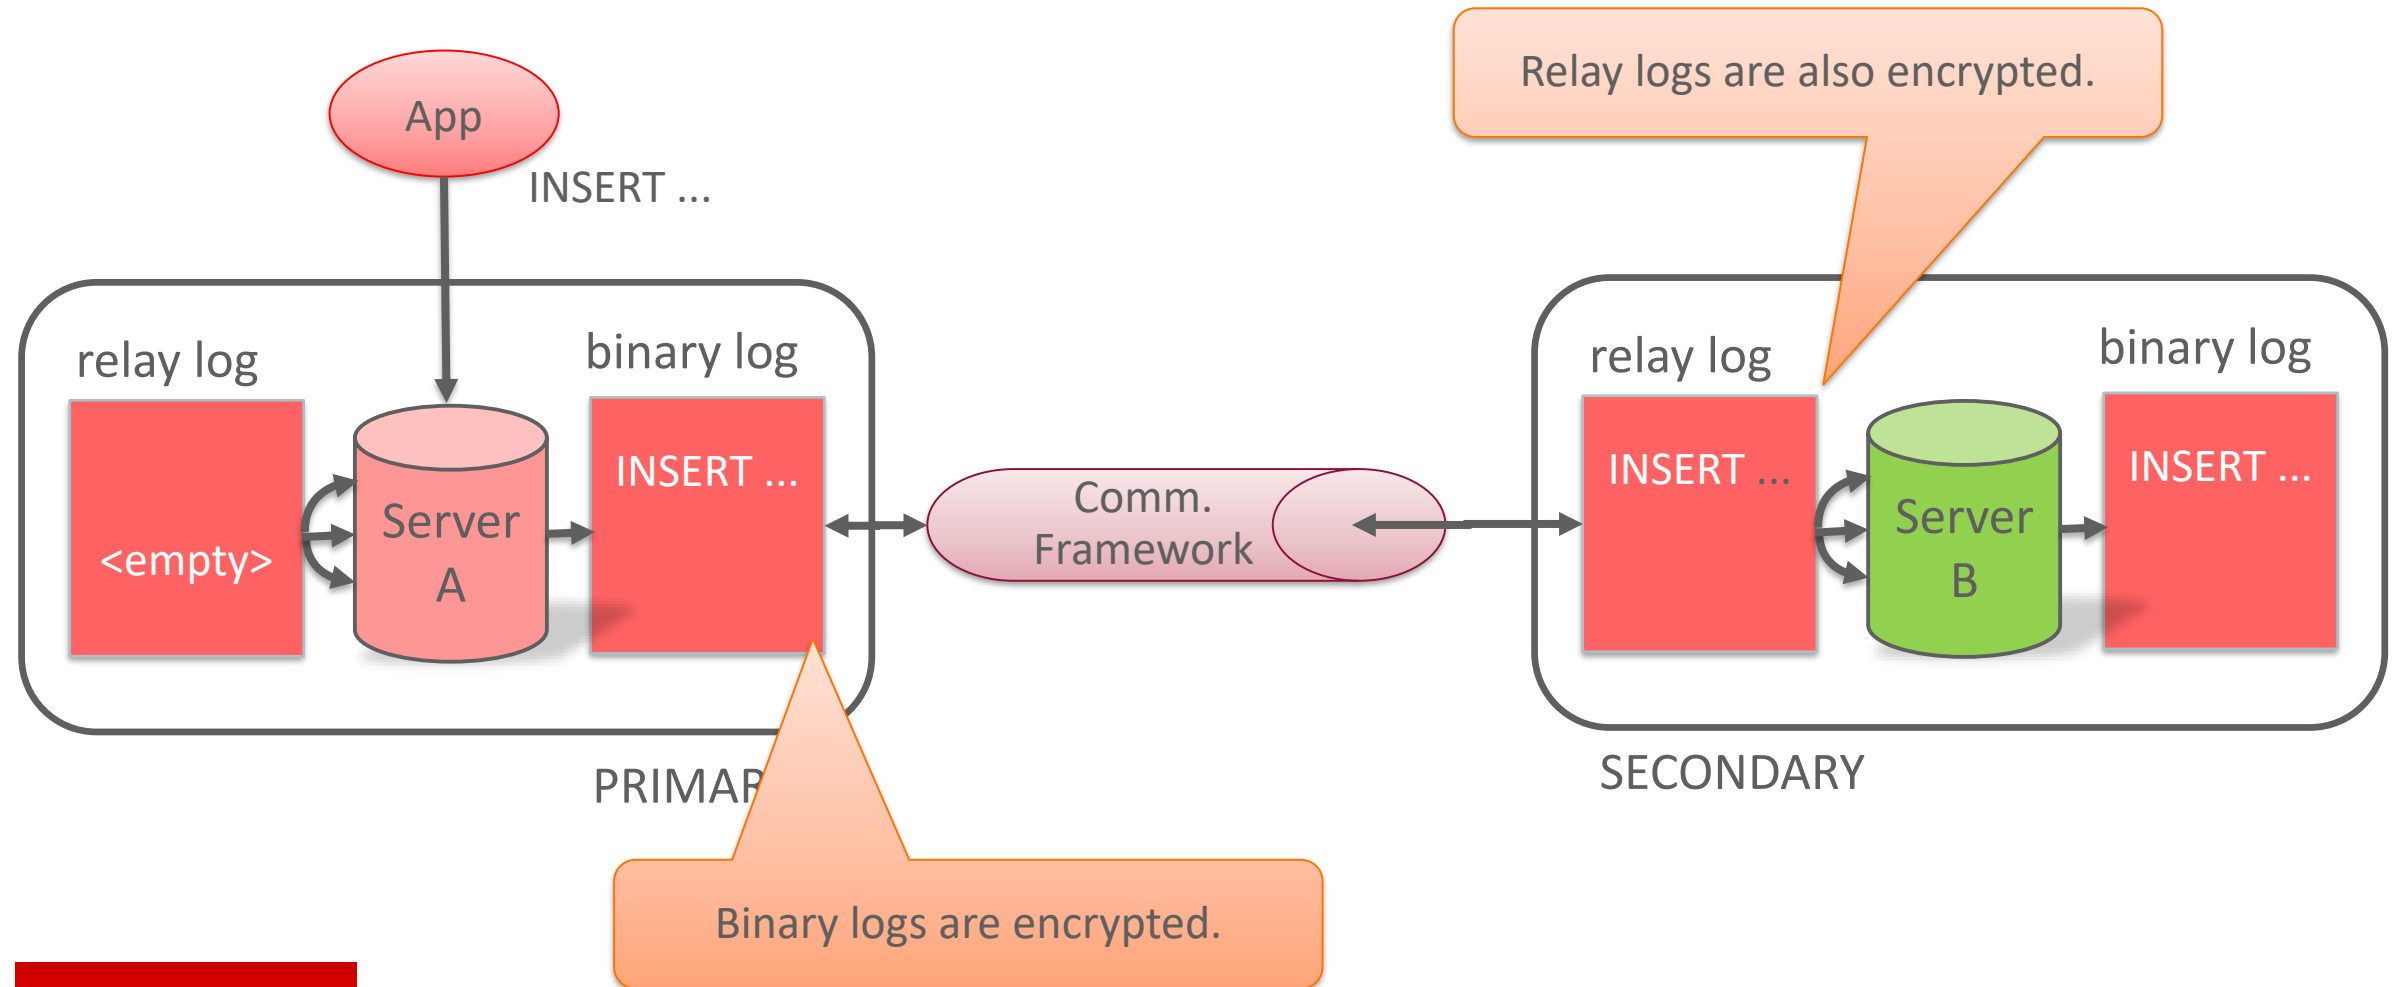 App
INSERT ...
Relay logs are also encrypted.
relay log
binary log
<empty>
Server
A
INSERT ...
Comm.
Framework
relay log
binary log
INSERT ...
Server
B
INSERT ...
PRIMAR
SECONDARY
Binary logs are encrypted.